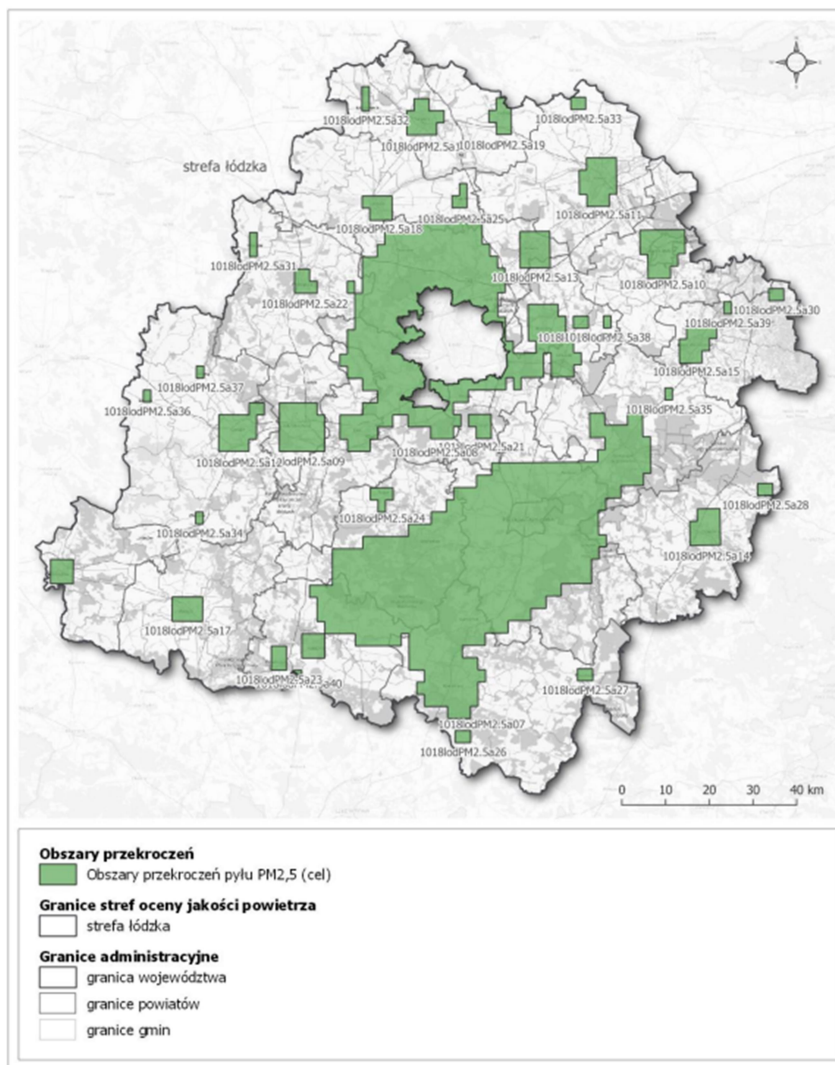 1018lodPM2.5a32
1018lodPM2.5a1
1018lodPM2.5a19
1018lodPM2.5a33
strefa łódzka
1018lodPM2.5a11
1018lodPM2.5a25
1018lodPM2.5a18
1018lodPM2.5a31
1018lodPM2.5a13
1018lodPM2.5a10
1018lodPM2.5a22
1018lodPM2.5a30
1018lodPM2.5a39
1018lodPM2.5a38
1018lodPM2.5a15
1018lodPM2.5a37
1018lodPM2.5a36
1018lodPM2.5a35
1018lodPM2.5a21
1018lodPM2.5a08
1018lodPM2.5a12
1018lodPM2.5a09
1018lodPM2.5a28
1018lodPM2.5a24
1018lodPM2.5a34
1018lodPM2.5a14
1018lodPM2.5a17
1018lodPM2.5a23
1018lodPM2.5a27
1018lodPM2.5a07
1018lodPM2.5a26
0 10 20 30 40 km
Obszary przekroczeń
Obszary przekroczeń pyłu PM2,5 (cel)
Granice stref oceny jakości powietrza
strefa łódzka
Granice administracyjne
granica województwa
granice powiatów
granice gmin